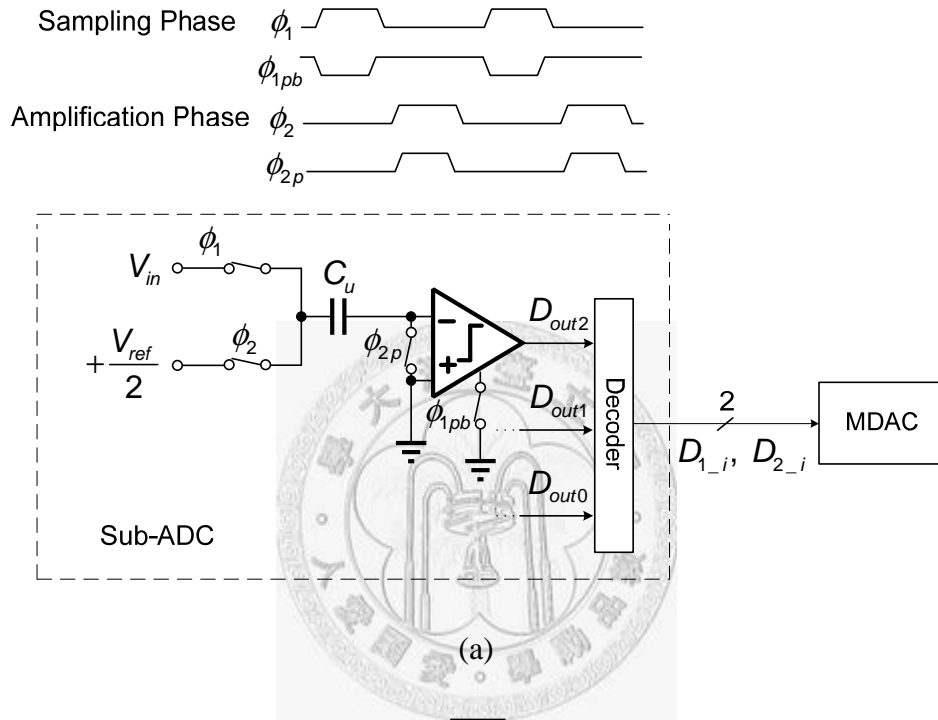 Sampling Phase ϕ1
ϕ1pb
Amplification Phase ϕ2
ϕ2p
Vin ϕ1
Cu
+ Vref/2 ϕ2
ϕ2p
−
+
ϕ1pb
Dout2
Dout1
Dout0
Decoder
2
D1_i, D2_i
MDAC
Sub-ADC
(a)